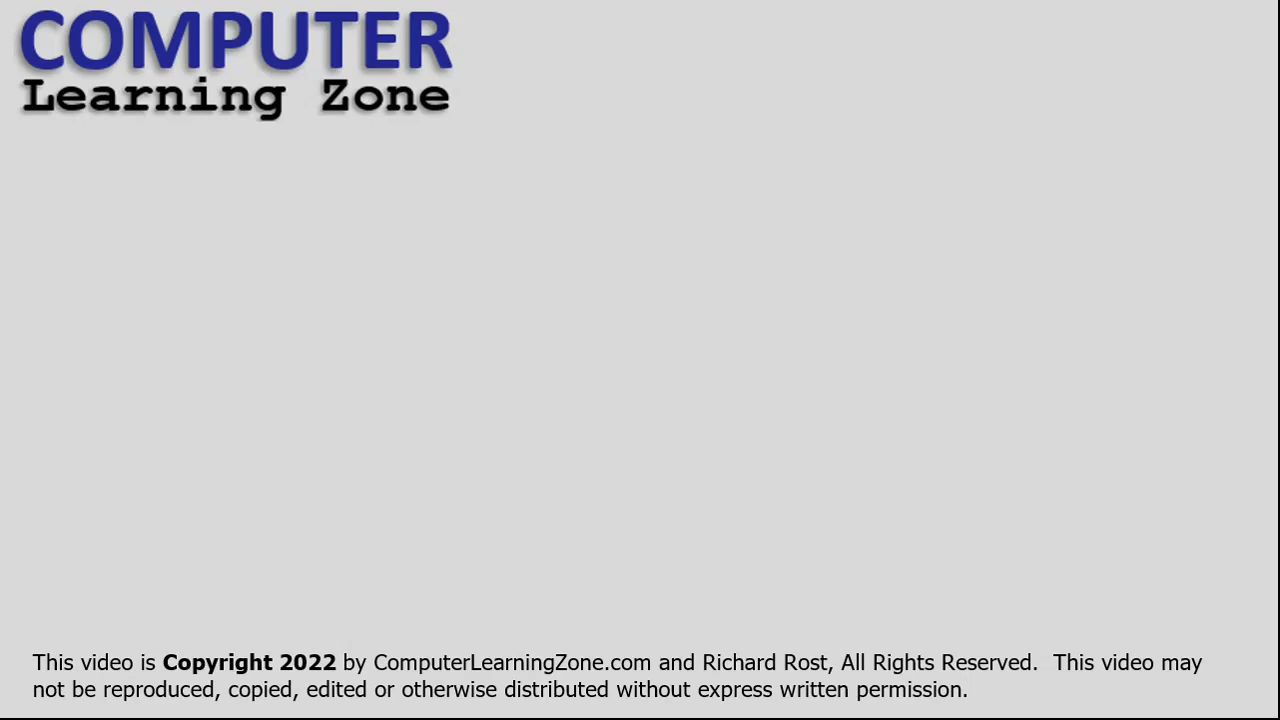 COMPUTER
Learning Zone
This video is Copyright 2022 by ComputerLearningZone.com and Richard Rost, All Rights Reserved.  This video may
not be reproduced, copied, edited or otherwise distributed without express written permission.